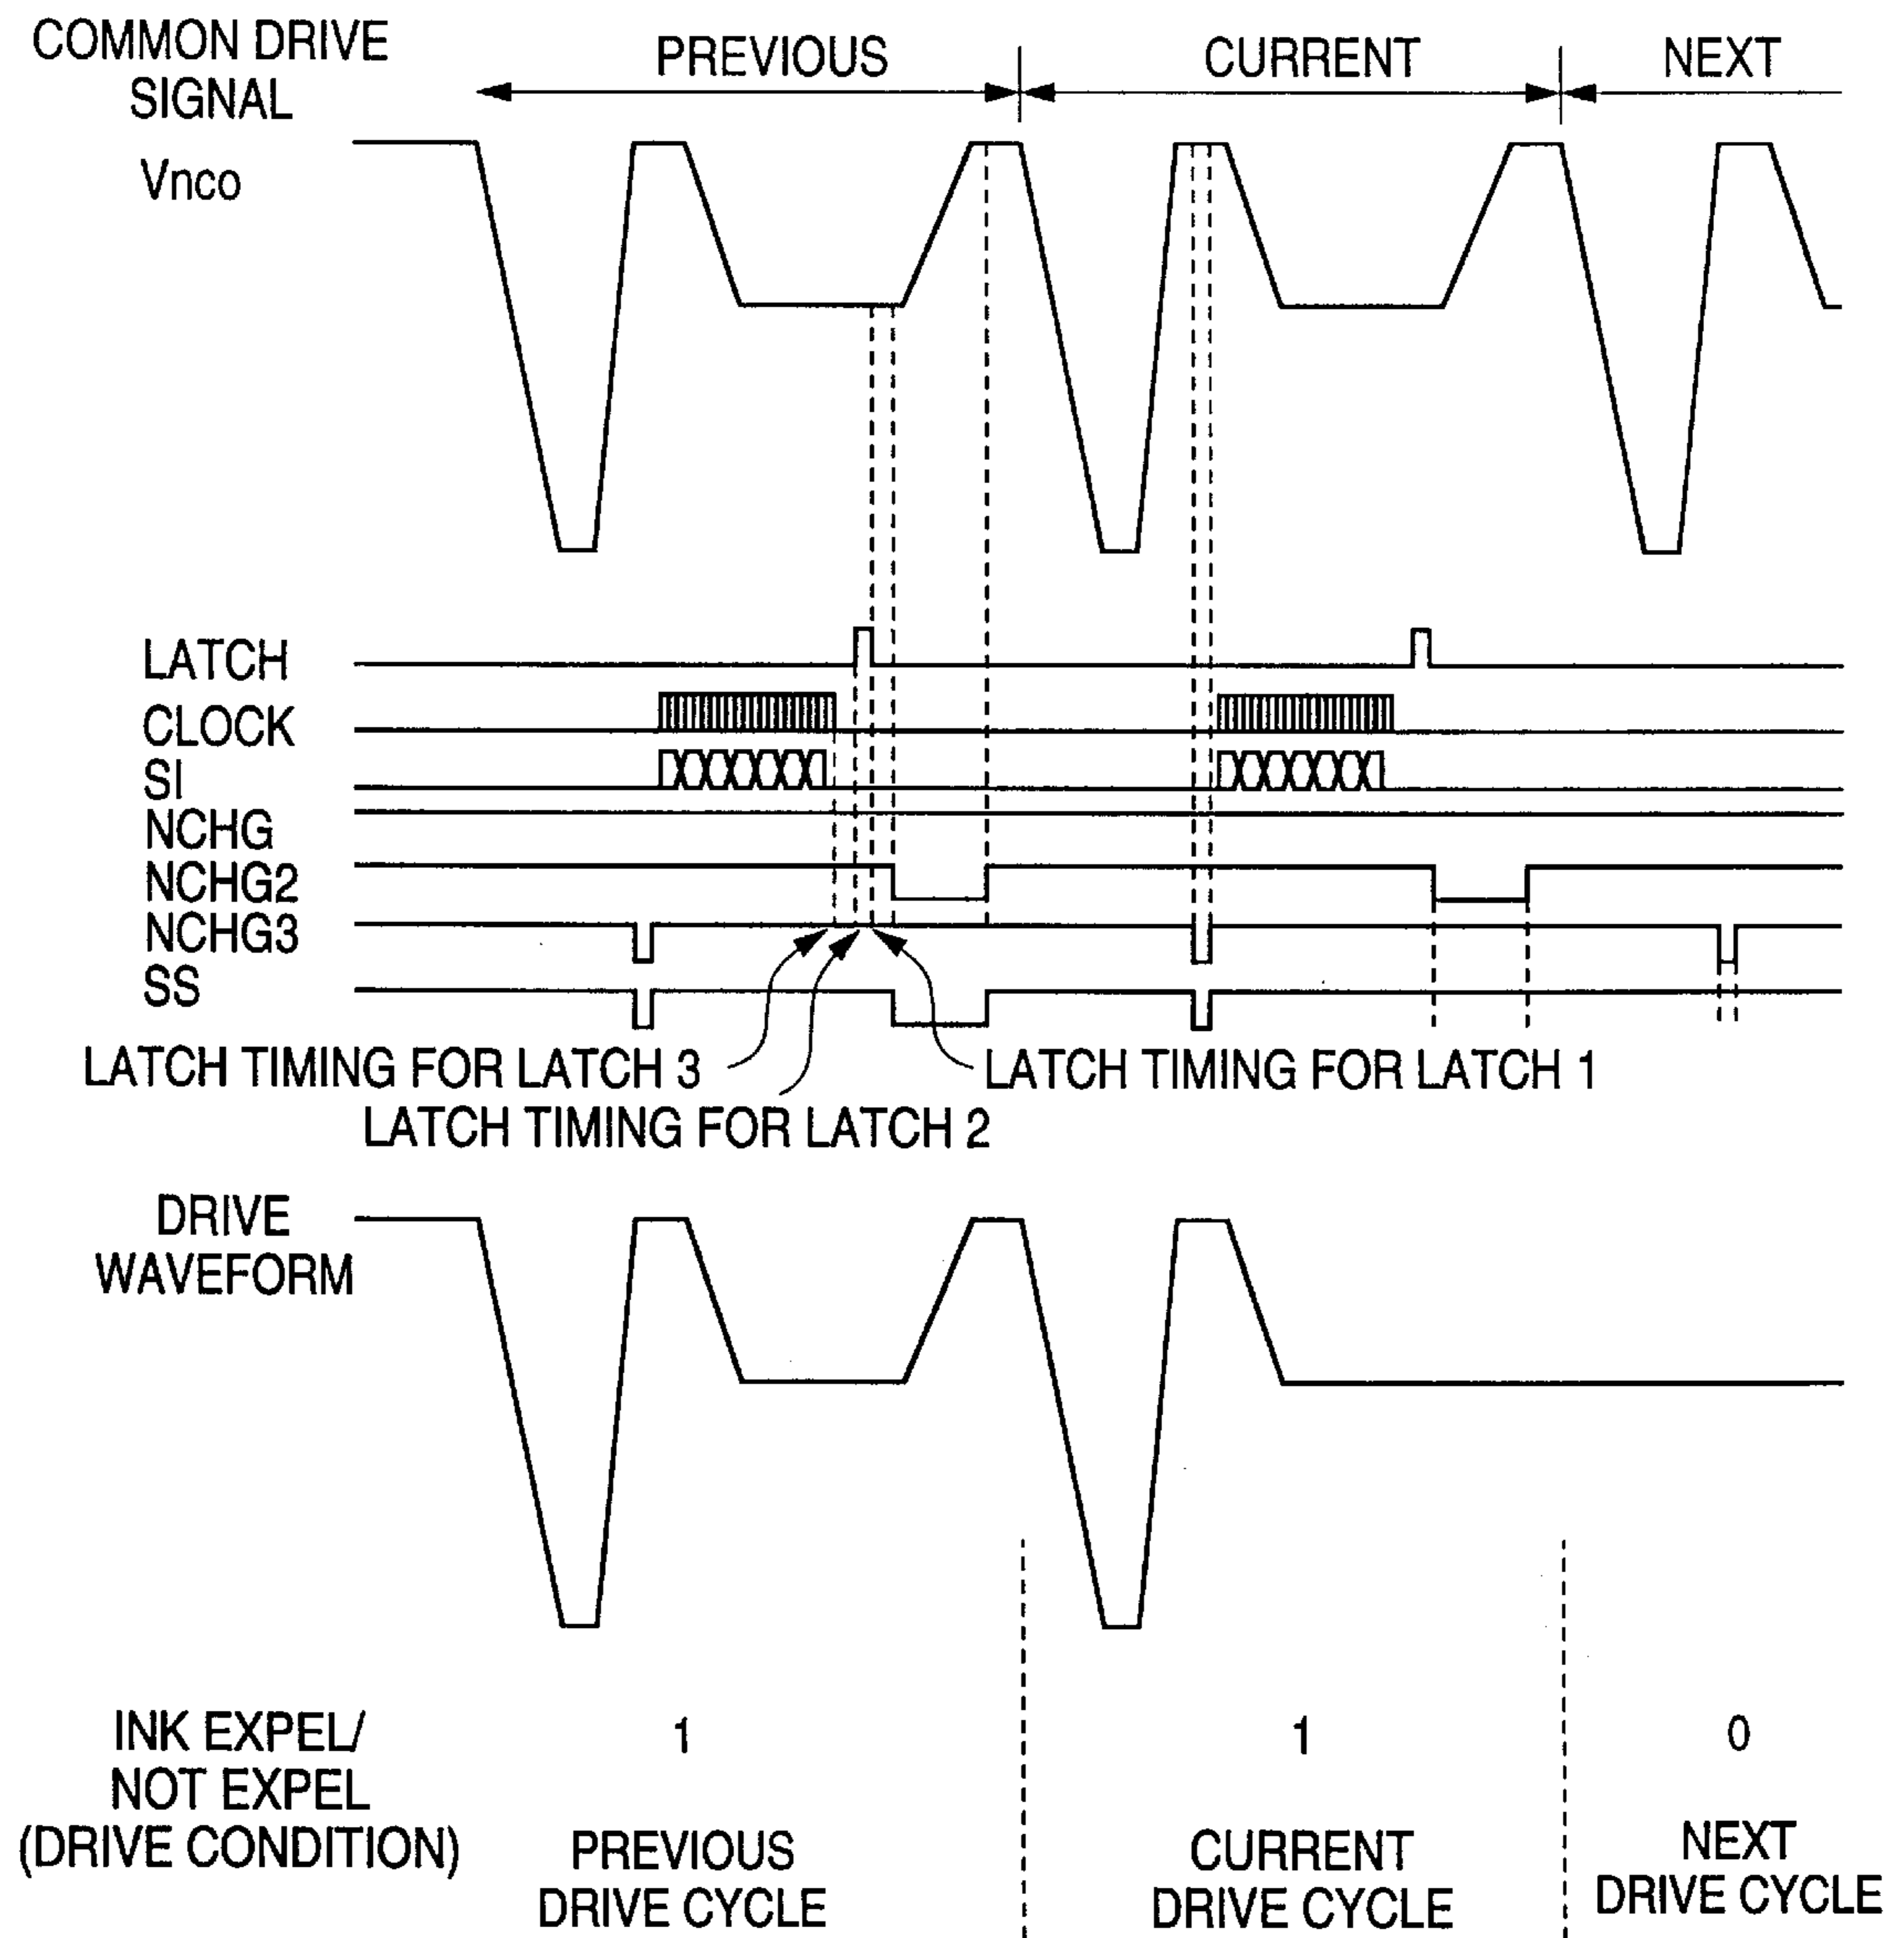 COMMON DRIVE
SIGNAL
PREVIOUS
CURRENT
NEXT
Vnco
LATCH
CLOCK
SI
NCHG
NCHG2
NCHG3
SS
LATCH TIMING FOR LATCH 3
LATCH TIMING FOR LATCH 1
LATCH TIMING FOR LATCH 2
DRIVE
WAVEFORM
INK EXPEL/
NOT EXPEL
(DRIVE CONDITION)
1
1
0
PREVIOUS
DRIVE CYCLE
CURRENT
DRIVE CYCLE
NEXT
DRIVE CYCLE